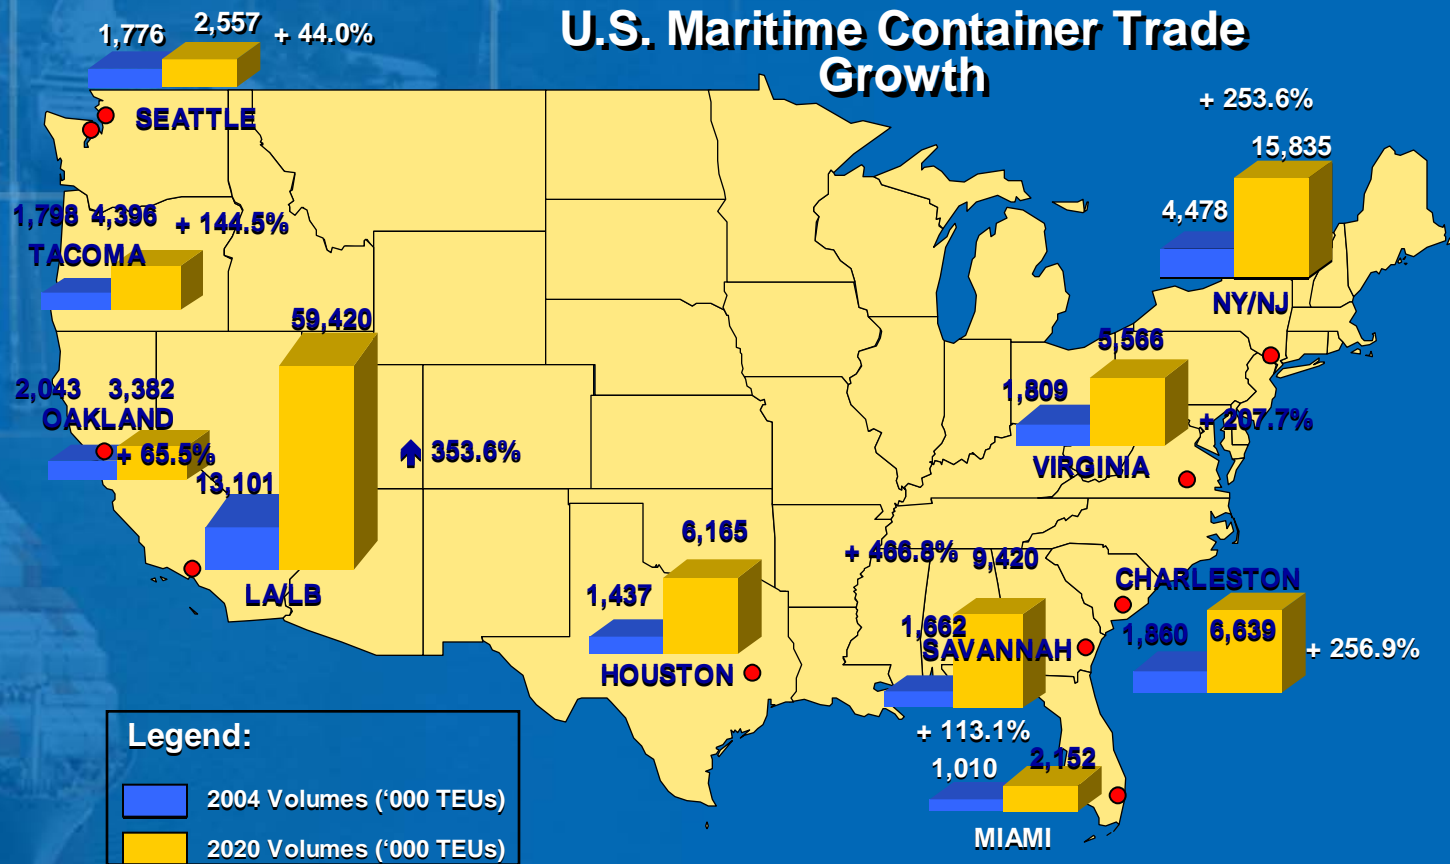 U.S. Maritime Container Trade
Growth
1,776 2,557 + 44.0%
SEATTLE
1,798 4,396 + 144.5%
TACOMA
2,043 3,382
OAKLAND
+ 65.5%
59,420
13,101
353.6%
LA/LB
6,165
1,437
HOUSTON
+ 253.6%
15,835
4,478
NY/NJ
5,566
1,809
+ 207.7%
VIRGINIA
+ 466.8% 9,420
1,662
SAVANNAH
CHARLESTON
1,860 6,639
+ 256.9%
+ 113.1%
1,010 2,152
MIAMI
Legend:
2004 Volumes (‘000 TEUs)
2020 Volumes (‘000 TEUs)